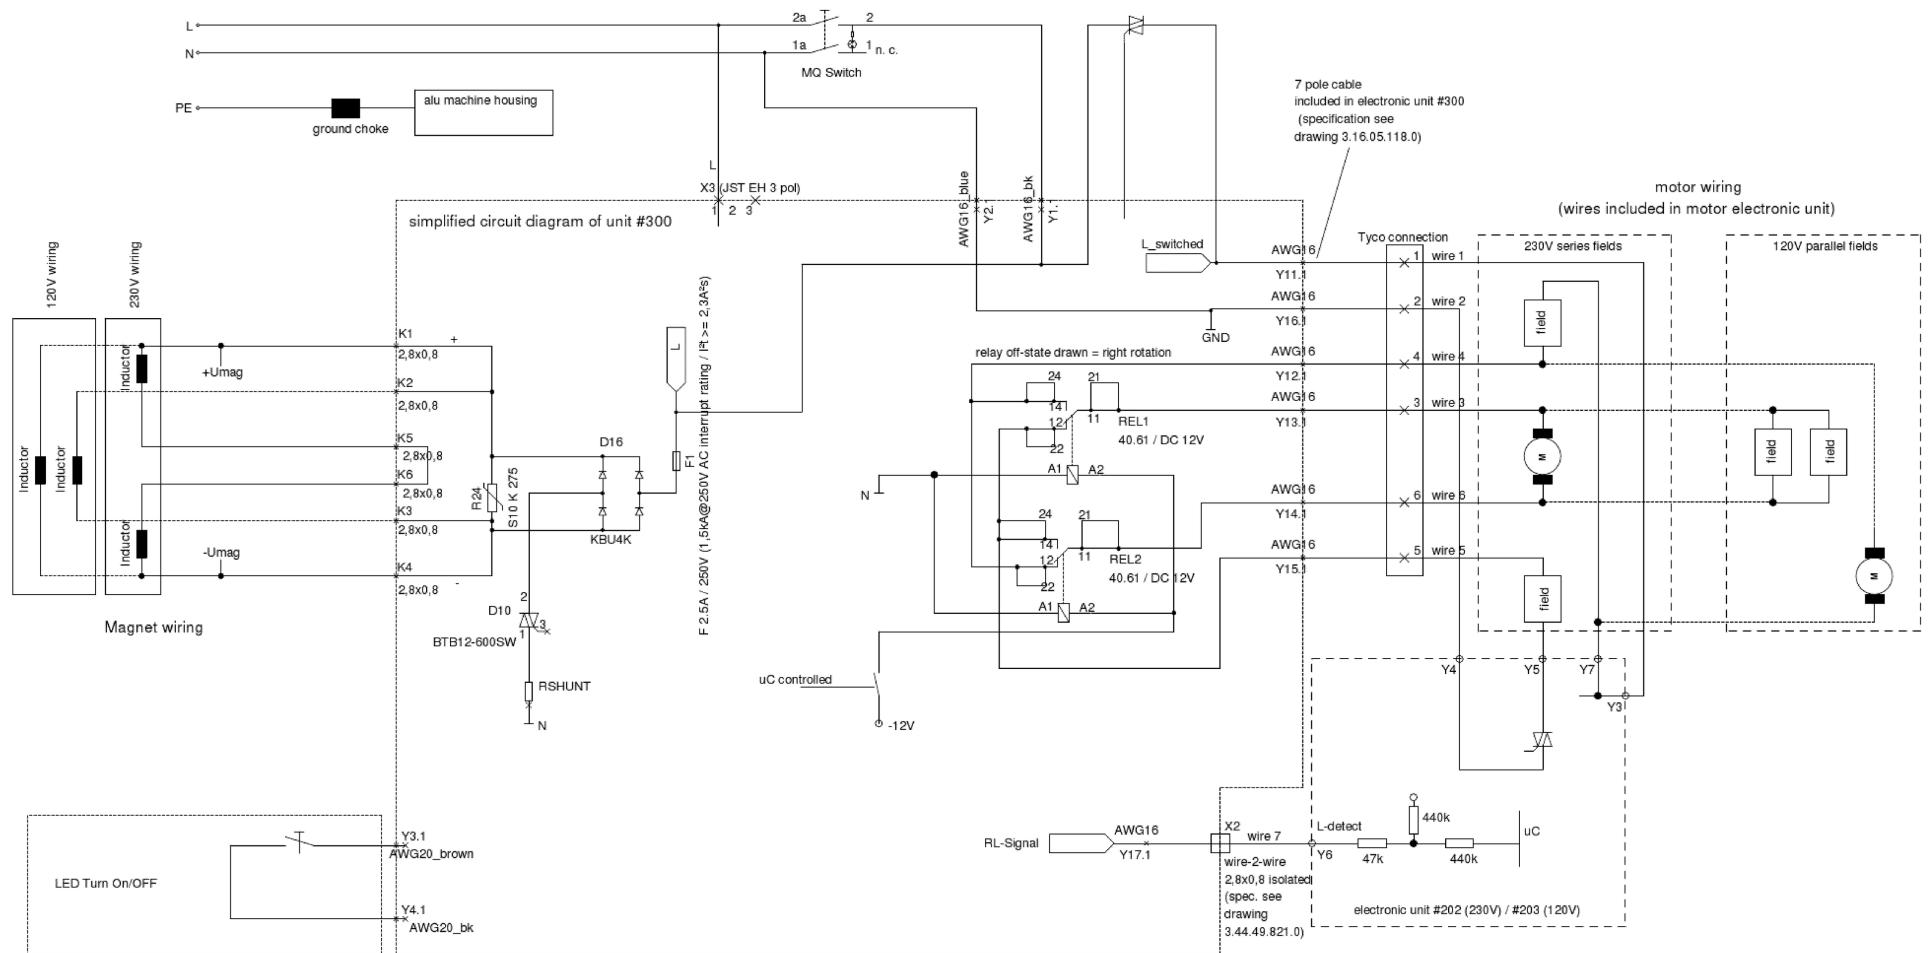 L
N
PE
2a
2
1a
1
n. c.
MQ Switch
alu machine housing
ground choke
7 pole cable
included in electronic unit #300
(specification see
drawing 3.16.05.118.0)
L
X3 (JST EH 3 pol)
1 2 3
AWG16_blue
Y2.1
AWG16_bk
Y1.1
simplified circuit diagram of unit #300
motor wiring
(wires included in motor electronic unit)
120V wiring
230V wiring
L_switched
AWG16
Y11.1
Tyco connection
1 wire 1
230V series fields
120V parallel fields
AWG16
Y16.1
2 wire 2
GND
field
K1
+
2,8x0,8
Inductor
+Umag
K2
2,8x0,8
K5
2,8x0,8
K6
2,8x0,8
K3
2,8x0,8
K4
-
2,8x0,8
Inductor
Inductor
Inductor
-Umag
Magnet wiring
R24
S10 K 275
D16
KBU4K
L
F1
F 2.5A / 250V (1,5kA@250V AC interrupt rating / I²t >= 2,3A²s)
D10
2
3
1
BTB12-600SW
RSHUNT
N
relay off-state drawn = right rotation
AWG16
Y12.1
4 wire 4
24
21
14
12
11
22
REL1
40.61 / DC 12V
AWG16
Y13.1
3 wire 3
A1
A2
N
M
field
field
AWG16
Y14.1
6 wire 6
24
21
14
12
11
22
REL2
40.61 / DC 12V
AWG16
Y15.1
5 wire 5
A1
A2
field
M
uC controlled
-12V
Y4
Y5
Y7
Y3
LED Turn On/OFF
Y3.1
AWG20_brown
Y4.1
AWG20_bk
RL-Signal
AWG16
Y17.1
X2
wire 7
wire-2-wire
2,8x0,8 isolated
(spec. see
drawing
3.44.49.821.0)
L-detect
Y6
47k
440k
440k
uC
electronic unit #202 (230V) / #203 (120V)